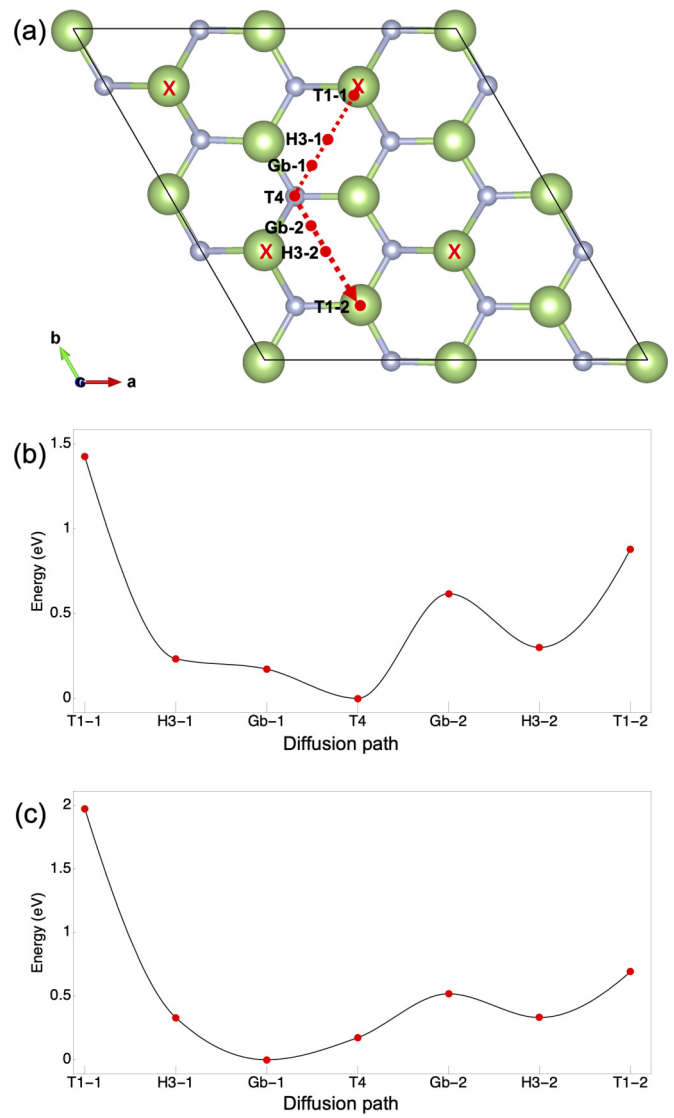 (a)
X
X
T1-1
H3-1
Gb-1
T4
Gb-2
X
H3-2
X
T1-2
b
c
a
(b)
1.5
1
0.5
0
Energy (eV)
T1−1 H3−1 Gb−1 T4 Gb−2 H3−2 T1−2
Diffusion path
(c)
2
1.5
1
0.5
0
Energy (eV)
T1−1 H3−1 Gb−1 T4 Gb−2 H3−2 T1−2
Diffusion path